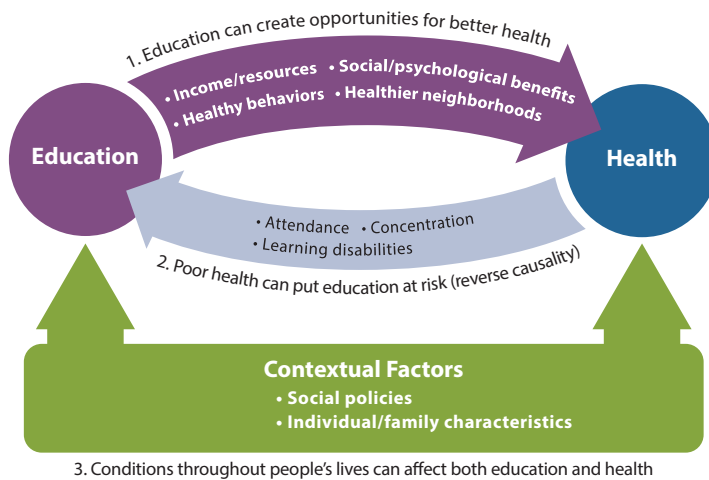 1. Education can create opportunities for better health
• Income/resources • Social/psychological benefits
• Healthy behaviors • Healthier neighborhoods
Education
Health
• Attendance • Concentration
• Learning disabilities
2. Poor health can put education at risk (reverse causality)
Contextual Factors
• Social policies
• Individual/family characteristics
3. Conditions throughout people's lives can affect both education and health